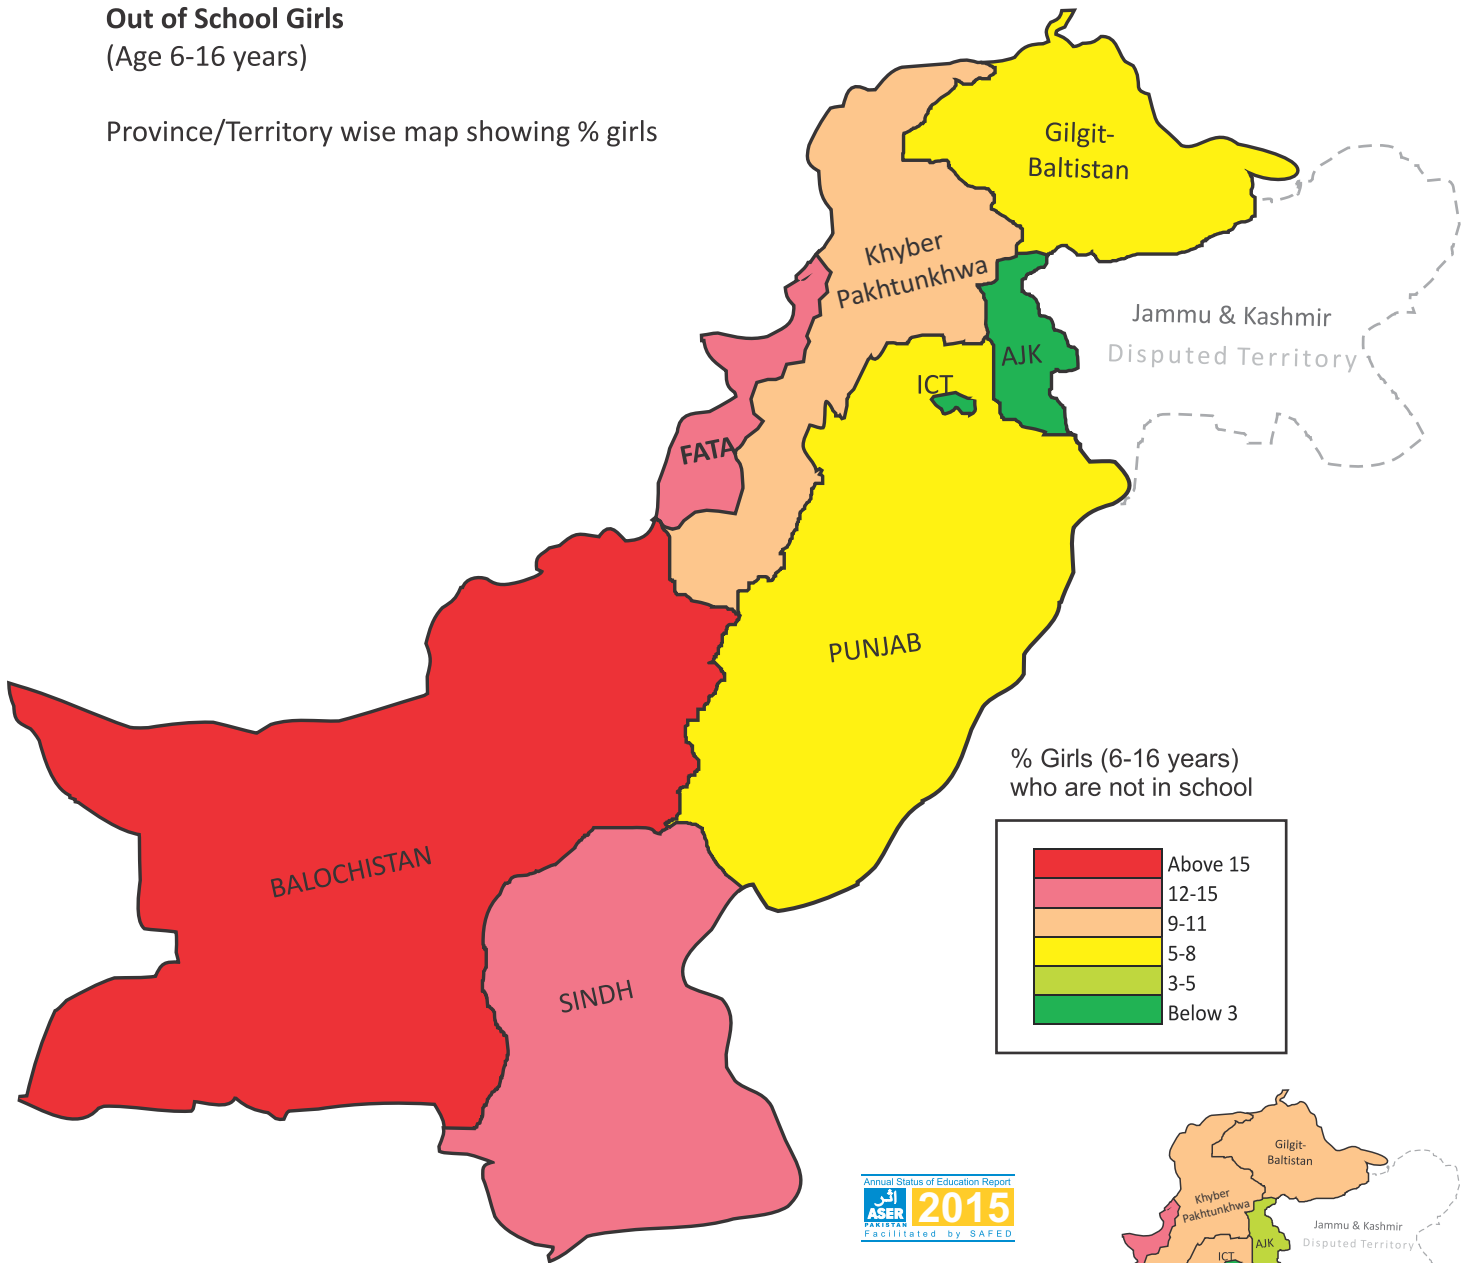 Out of School Girls
(Age 6-16 years)
Province/Territory wise map showing % girls
Gilgit-
Baltistan
Khyber
Pakhtunkhwa
Jammu & Kashmir
Disputed Territory
AJK
ICT
FATA
PUNJAB
BALOCHISTAN
SINDH
% Girls (6-16 years)
who are not in school
Above 15
12-15
9-11
5-8
3-5
Below 3
Annual Status of Education Report
اثر
ASER
PAKISTAN
2015
Facilitated by SAFED
Gilgit-
Baltistan
Khyber
Pakhtunkhwa
Jammu & Kashmir
Disputed Territory
AJK
ICT